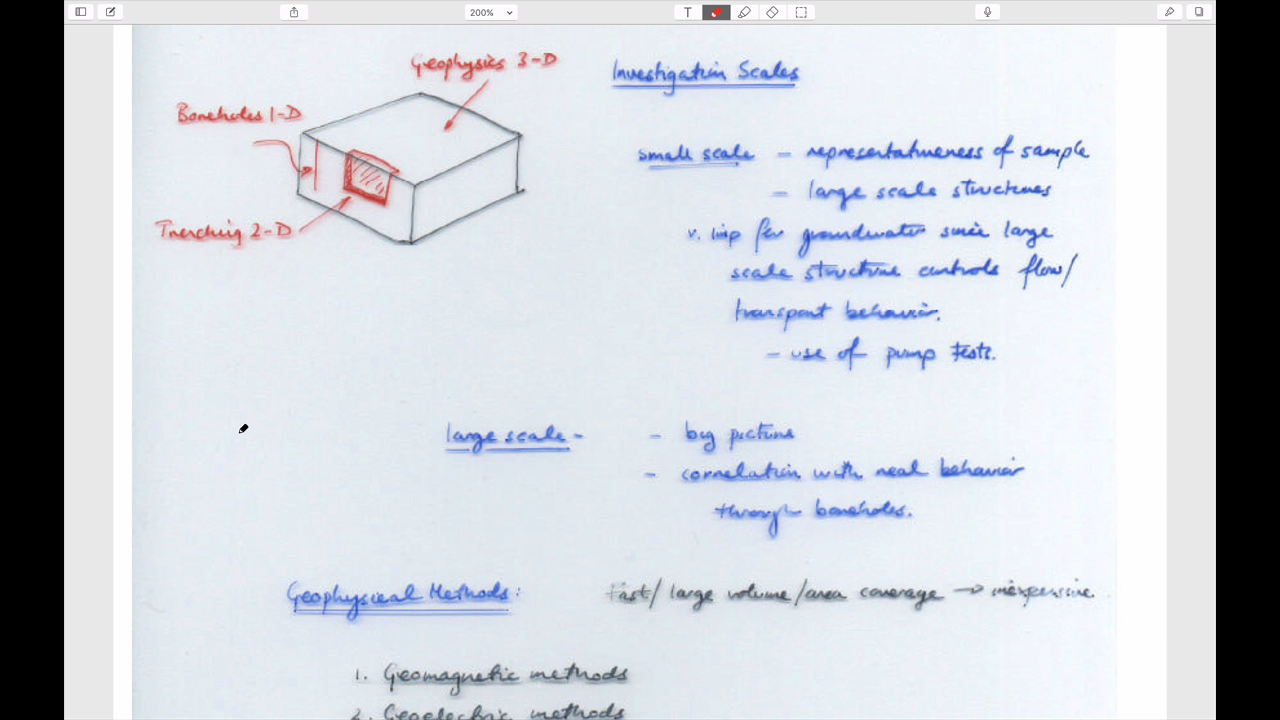 200%
T
Geophysics 3-D
Investigation Scales
Boreholes 1-D
small scale - representativeness of sample
- large scale structures
Trenching 2-D
v. imp for groundwater since large
scale structure controls flow/
transport behavior.
- use of pump tests.
large scale - - big picture
- correlation with real behavior
through boreholes.
Geophysical Methods: Fast/large volume/area coverage → inexpensive.
1. Geomagnetic methods
2. Geoelectric methods